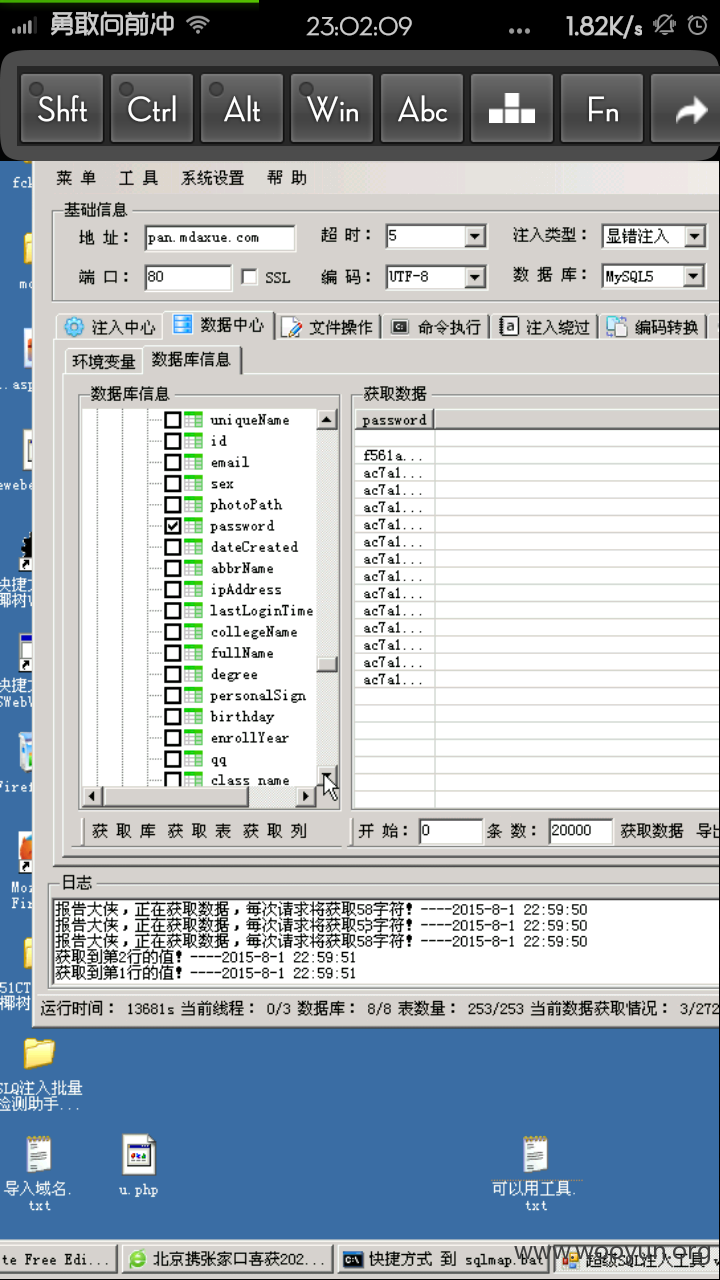 勇敢向前冲 23:02:09 ... 1.82K/s
Shft Ctrl Alt Win Abc Fn
菜 单 工 具 系统设置 帮 助
基础信息
地 址： pan.mdaxue.com 超 时： 5 注入类型： 显错注入
端 口： 80 SSL 编 码： UTF-8 数 据 库： MySQL5
注入中心 数据中心 文件操作 命令执行 注入绕过 编码转换
环境变量 数据库信息
数据库信息
uniqueName
id
email
sex
photoPath
password
dateCreated
abbrName
ipAddress
lastLoginTime
collegeName
fullName
degree
personalSign
birthday
enrollYear
qq
class_name
获 取 库 获 取 表 获 取 列
获取数据
password
f561a...
ac7a1...
ac7a1...
ac7a1...
ac7a1...
ac7a1...
ac7a1...
ac7a1...
ac7a1...
ac7a1...
ac7a1...
ac7a1...
ac7a1...
ac7a1...
开 始： 0 条 数： 20000 获取数据 导出
日志
报告大侠，正在获取数据，每次请求将获取58字符！ ----2015-8-1 22:59:50
报告大侠，正在获取数据，每次请求将获取53字符！ ----2015-8-1 22:59:50
报告大侠，正在获取数据，每次请求将获取58字符！ ----2015-8-1 22:59:50
获取到第2行的值！ ----2015-8-1 22:59:51
获取到第1行的值！ ----2015-8-1 22:59:51
运行时间： 13681s 当前线程： 0/3 数据库： 8/8 表数量： 253/253 当前数据获取情况： 3/272
fck
.asp
ewebe
快捷方
椰树W
快捷方
SWebV
Firef
Moz
Fir
51CT
椰树
SLQ注入批量
检测助手...
导入域名.
txt
u.php
可以用工具.
txt
te Free Edi... 北京携张家口喜获202... 快捷方式 到 sqlmap.bat 超级SQL注入工具
www.wooyun.org